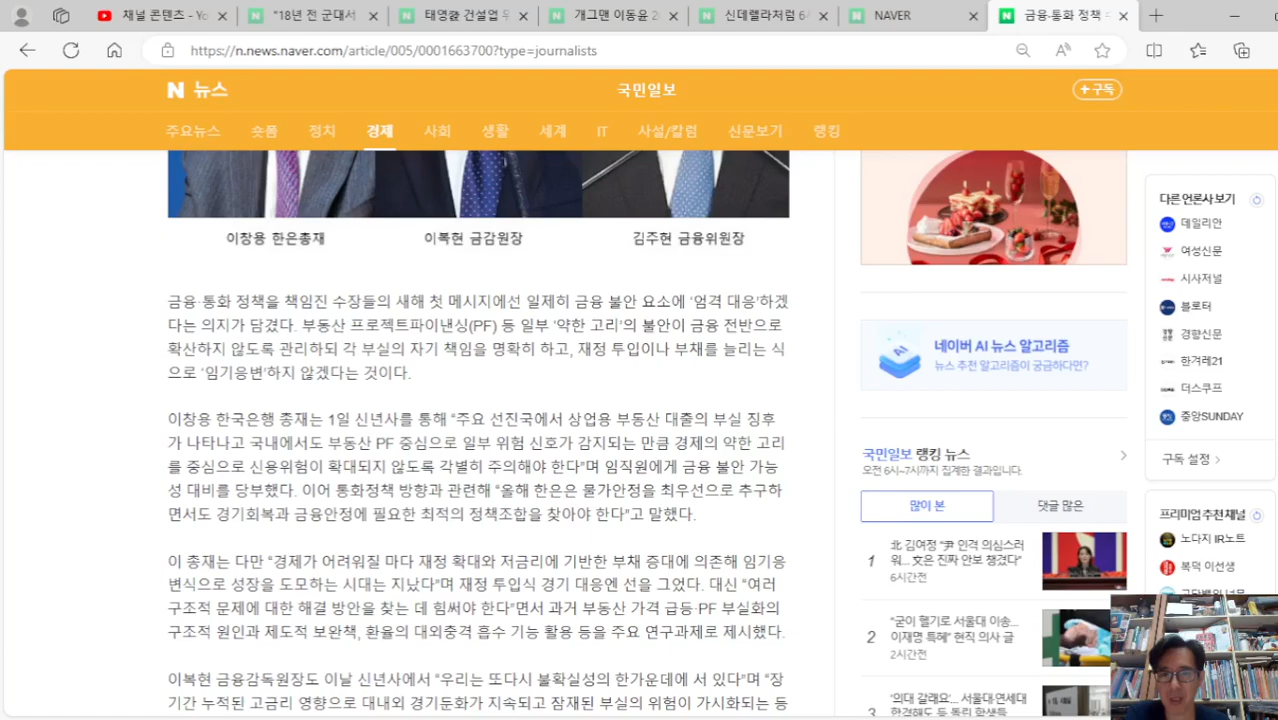 채널 콘텐츠 - Yo
"18년 전 군대서
태영發 건설업 우
개그맨 이동윤 2
신데렐라처럼 6
NAVER
금융·통화 정책
https://n.news.naver.com/article/005/0001663700?type=journalists
N 뉴스
국민일보
+구독
주요뉴스 숏폼 정치 경제 사회 생활 세계 IT 사설/칼럼 신문보기 랭킹
이창용 한은총재 이복현 금감원장 김주현 금융위원장
금융·통화 정책을 책임진 수장들의 새해 첫 메시지에선 일제히 금융 불안 요소에 ‘엄격 대응’하겠
다는 의지가 담겼다. 부동산 프로젝트파이낸싱(PF) 등 일부 ‘약한 고리’의 불안이 금융 전반으로
확산하지 않도록 관리하되 각 부실의 자기 책임을 명확히 하고, 재정 투입이나 부채를 늘리는 식
으로 ‘임기응변’하지 않겠다는 것이다.
이창용 한국은행 총재는 1일 신년사를 통해 “주요 선진국에서 상업용 부동산 대출의 부실 징후
가 나타나고 국내에서도 부동산 PF 중심으로 일부 위험 신호가 감지되는 만큼 경제의 약한 고리
를 중심으로 신용위험이 확대되지 않도록 각별히 주의해야 한다”며 임직원에게 금융 불안 가능
성 대비를 당부했다. 이어 통화정책 방향과 관련해 “올해 한은은 물가안정을 최우선으로 추구하
면서도 경기회복과 금융안정에 필요한 최적의 정책조합을 찾아야 한다”고 말했다.
이 총재는 다만 “경제가 어려워질 마다 재정 확대와 저금리에 기반한 부채 증대에 의존해 임기응
변식으로 성장을 도모하는 시대는 지났다”며 재정 투입식 경기 대응엔 선을 그었다. 대신 “여러
구조적 문제에 대한 해결 방안을 찾는 데 힘써야 한다”면서 과거 부동산 가격 급등·PF 부실화의
구조적 원인과 제도적 보완책, 환율의 대외충격 흡수 기능 활용 등을 주요 연구과제로 제시했다.
이복현 금융감독원장도 이날 신년사에서 “우리는 또다시 불확실성의 한가운데에 서 있다”며 “장
기간 누적된 고금리 영향으로 대내외 경기둔화가 지속되고 잠재된 부실의 위험이 가시화되는 등
네이버 AI 뉴스 알고리즘
뉴스 추천 알고리즘이 궁금하다면?
국민일보 랭킹 뉴스
오전 6시~7시까지 집계한 결과입니다.
많이 본 댓글 많은
1 北 김여정 “尹 인격 의심스러
워… 文은 진짜 안보 챙겼다”
6시간전
2 “굳이 헬기로 서울대 이송…
이재명 특혜” 현직 의사 글
2시간전
3 ‘의대 갈래요’… 서울대·연세대
합격해도 등 돌린 학생들
다른 언론사 보기
데일리안
여성신문
시사저널
블로터
경향신문
한겨레21
더스쿠프
중앙SUNDAY
구독 설정
프리미엄 추천 채널
노다지 IR노트
복덕 이선생